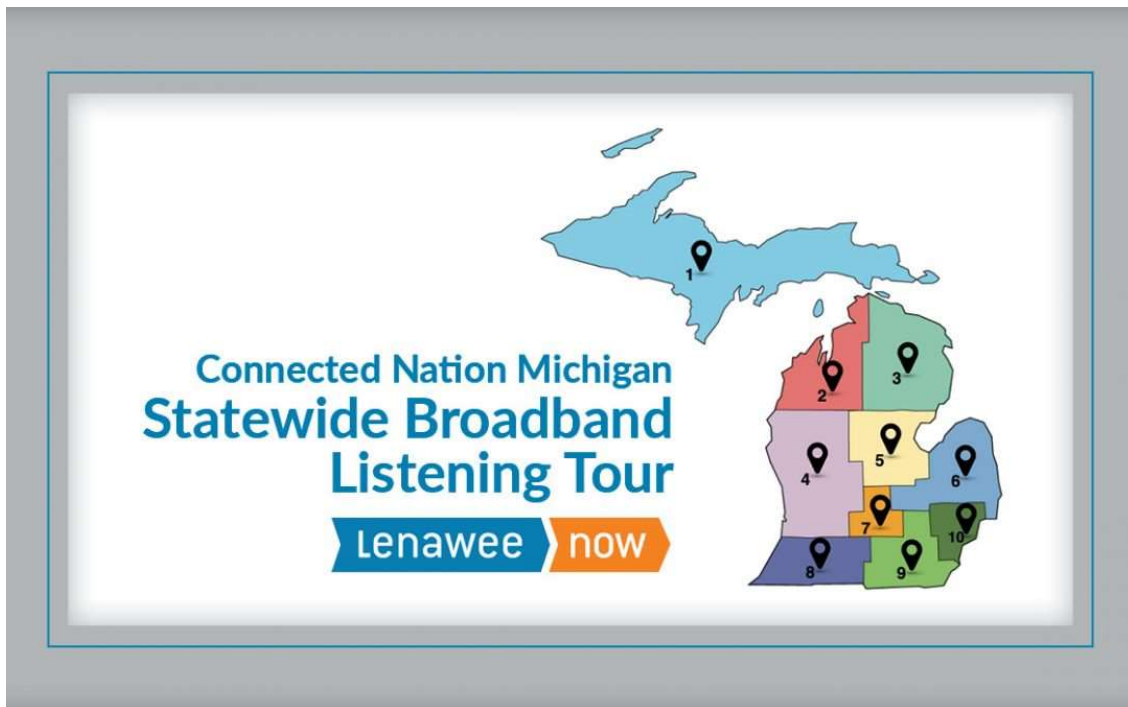 Connected Nation Michigan
Statewide Broadband
Listening Tour
Lenawee now
1
2
3
4
5
6
7
8
9
10